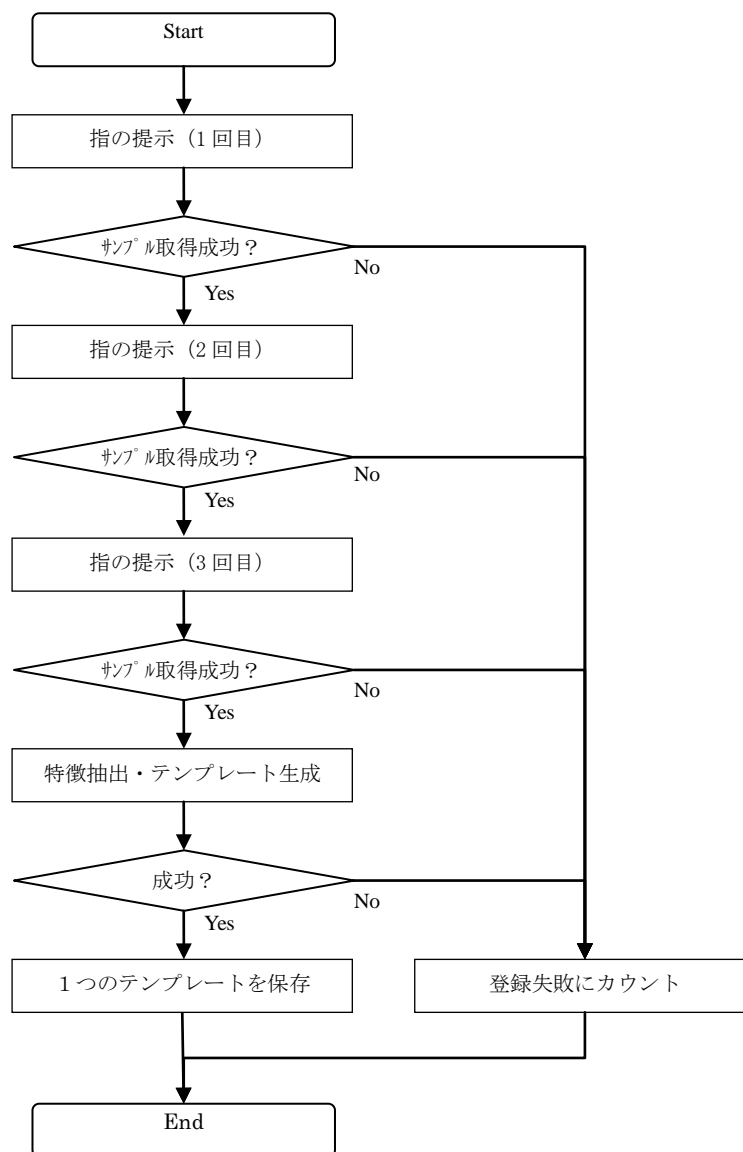 Start
指の提示（1 回目）
ｻﾝﾌﾟﾙ取得成功？
No
Yes
指の提示（2 回目）
ｻﾝﾌﾟﾙ取得成功？
No
Yes
指の提示（3 回目）
ｻﾝﾌﾟﾙ取得成功？
No
Yes
特徴抽出・テンプレート生成
成功？
No
Yes
１つのテンプレートを保存
登録失敗にカウント
End